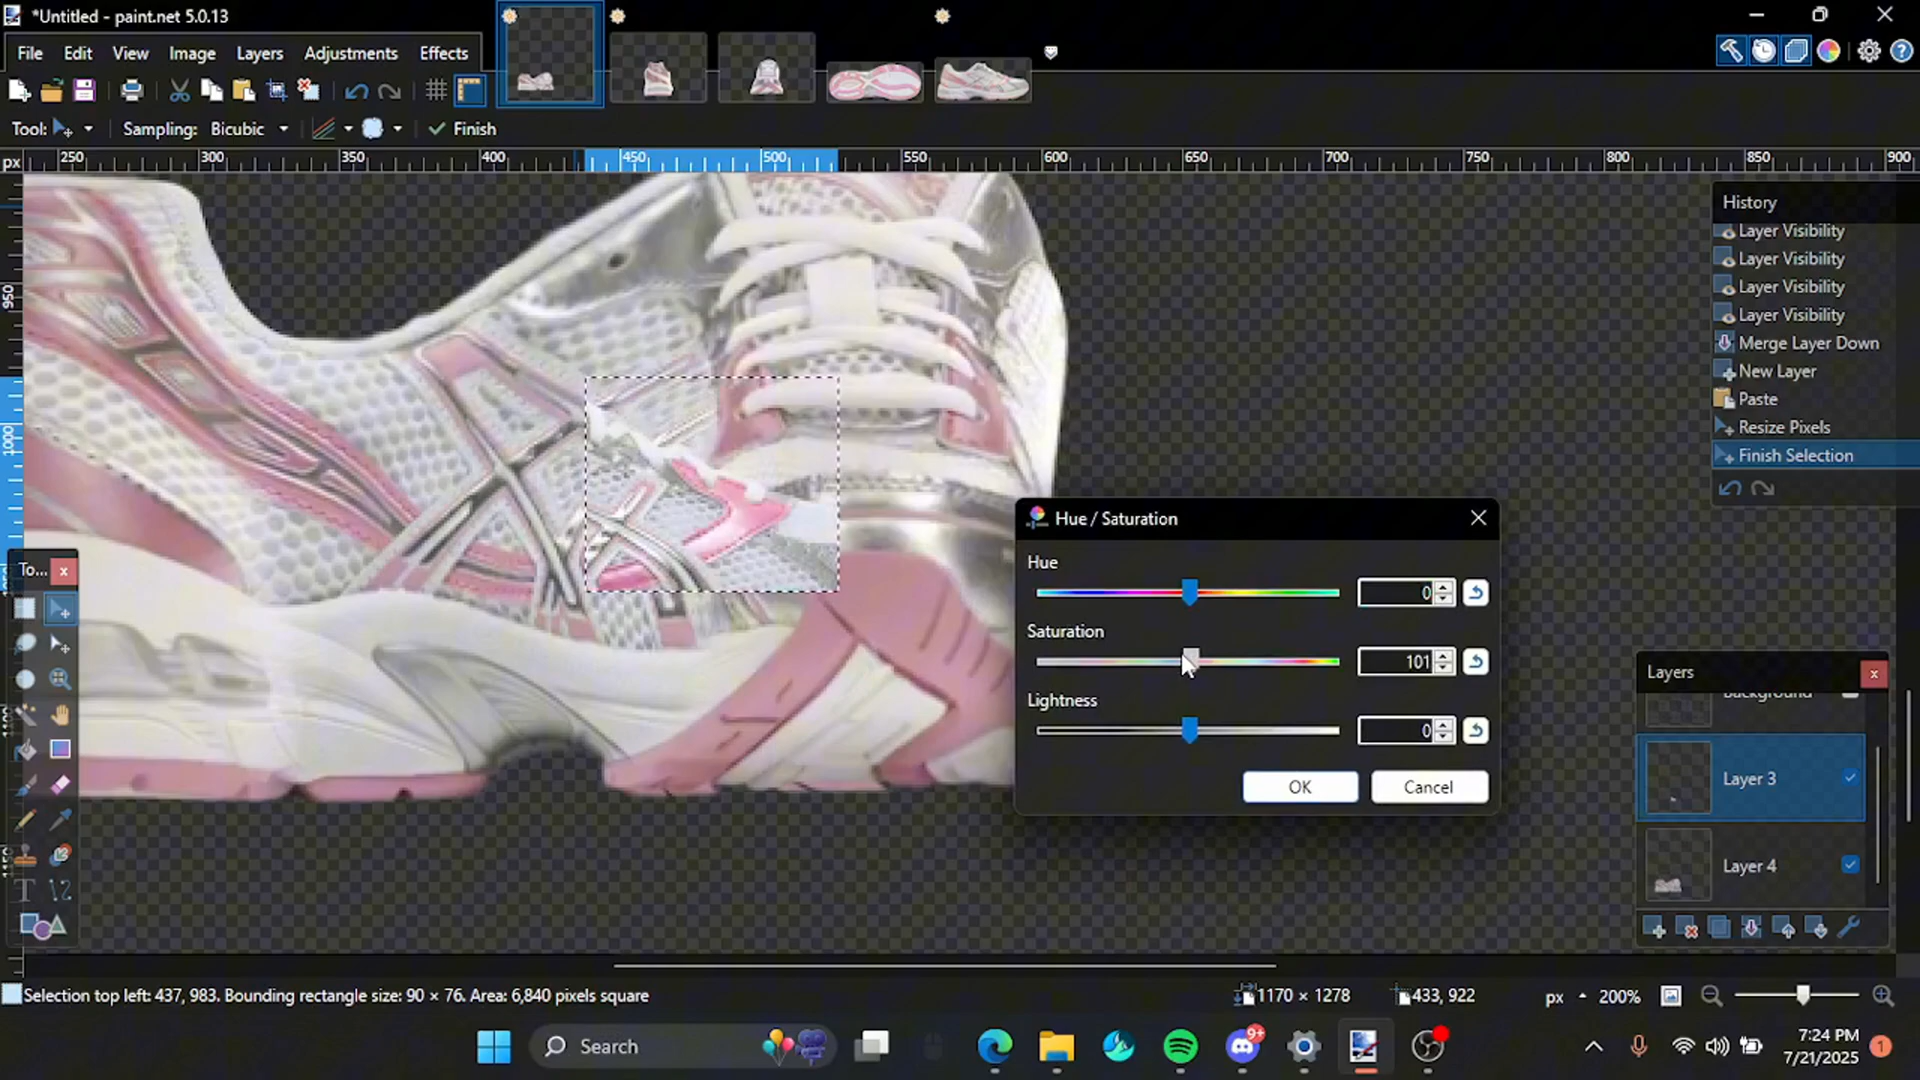 *Untitled - paint.net 5.0.13
File Edit View Image Layers Adjustments Effects
Tool: Sampling: Bicubic Finish
px 250 300 350 400 450 500 550 600 650 700 750 800 850 900
950
1000
History
Layer Visibility
Layer Visibility
Layer Visibility
Layer Visibility
Merge Layer Down
New Layer
Paste
Resize Pixels
Finish Selection
To...
Hue / Saturation
Hue
0
Saturation
101
Lightness
0
OK Cancel
Layers
Background
Layer 3
Layer 4
Selection top left: 437, 983. Bounding rectangle size: 90 × 76. Area: 6,840 pixels square
1170 × 1278 433, 922 px 200%
Search
9+
7:24 PM
7/21/2025
1